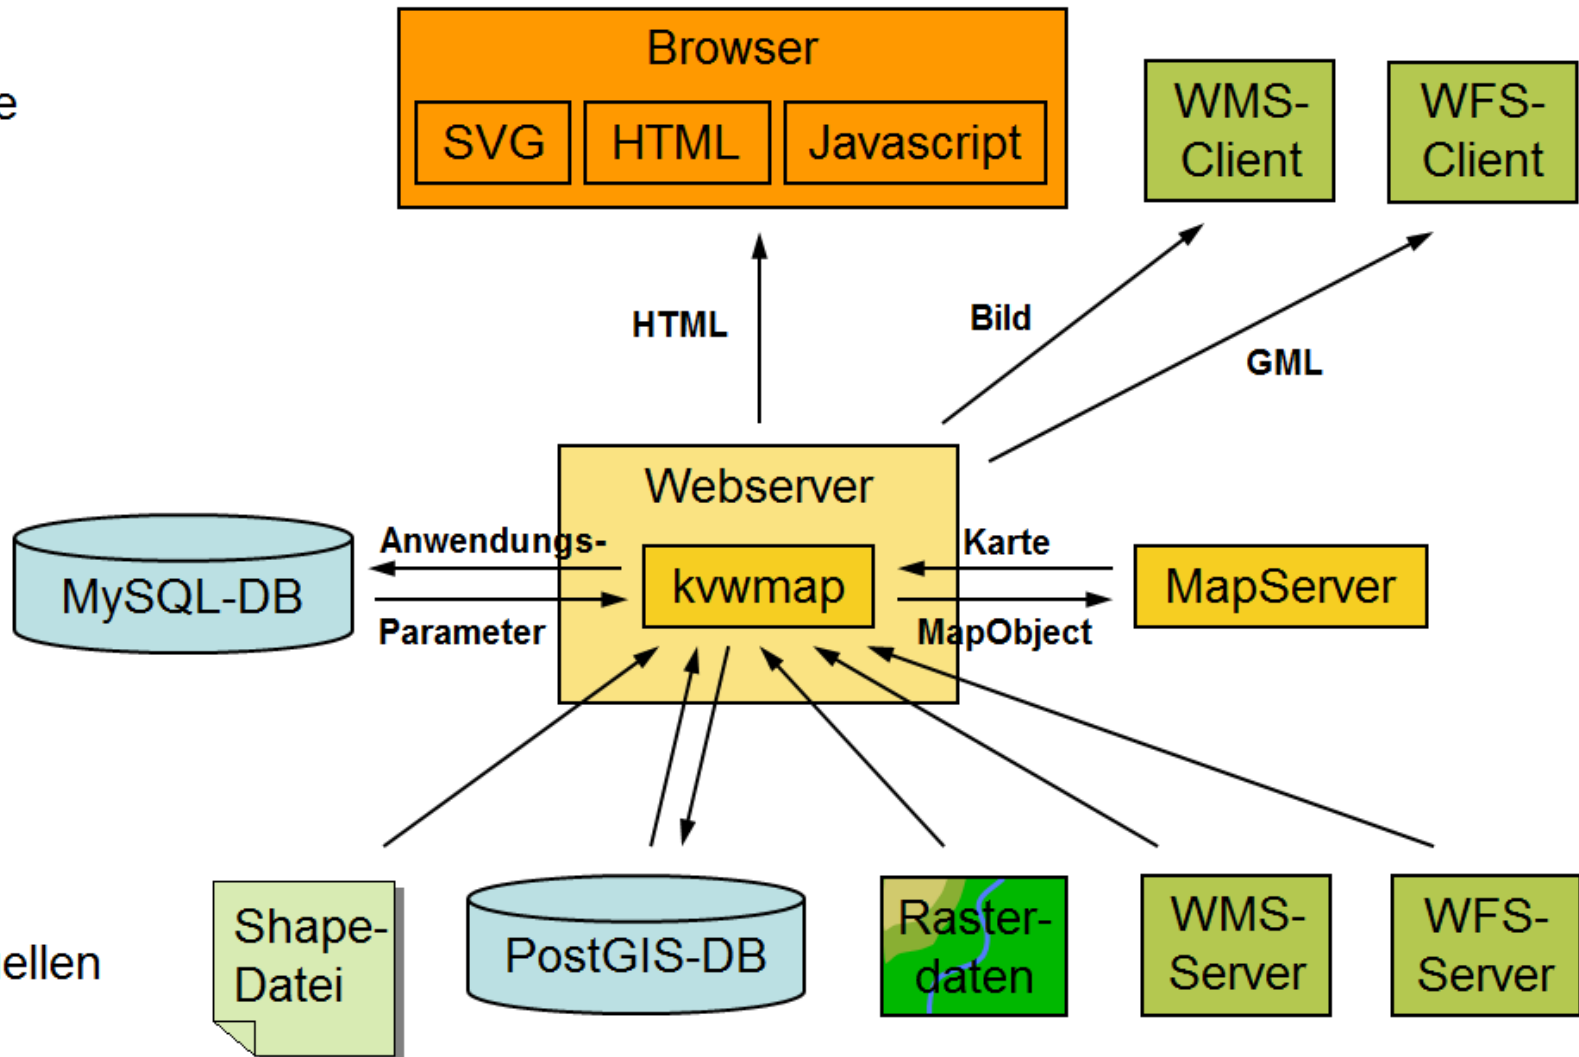 Browser
e
SVG
HTML
Javascript
WMS-
Client
WFS-
Client
HTML
Bild
GML
Webserver
Anwendungs-
Karte
MySQL-DB
kvwmap
MapServer
Parameter
MapObject
Shape-
Datei
PostGIS-DB
Raster-
daten
WMS-
Server
WFS-
Server
ellen